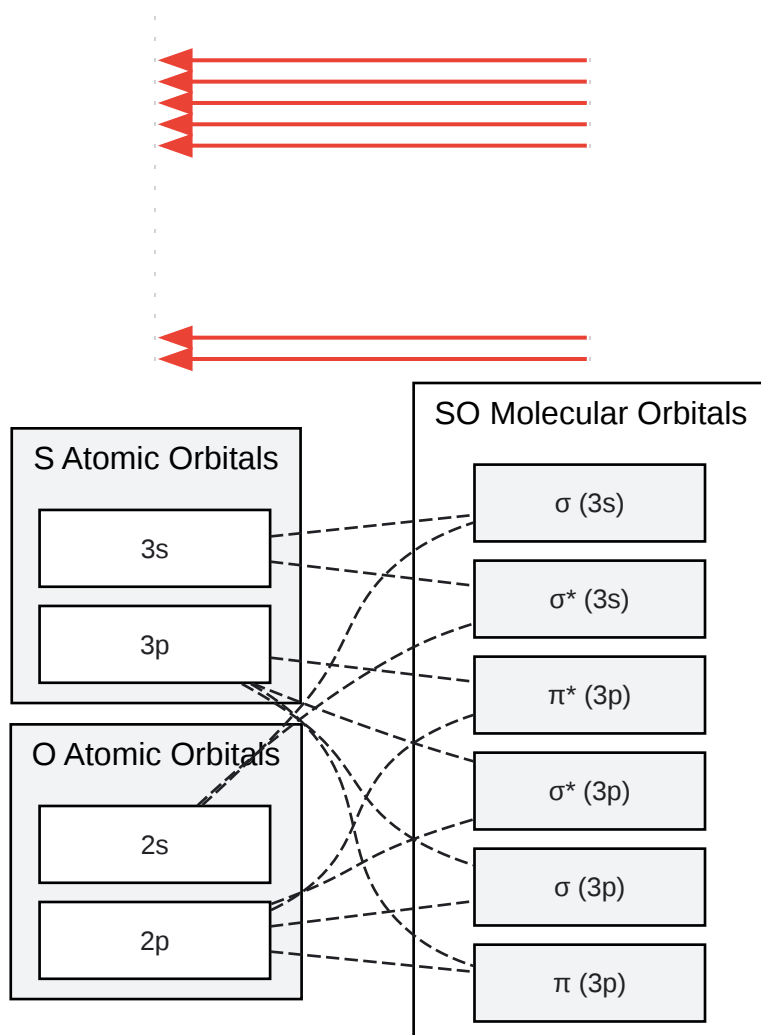 S Atomic Orbitals
3s
3p
O Atomic Orbitals
2s
2p
SO Molecular Orbitals
σ (3s)
σ* (3s)
π* (3p)
σ* (3p)
σ (3p)
π (3p)